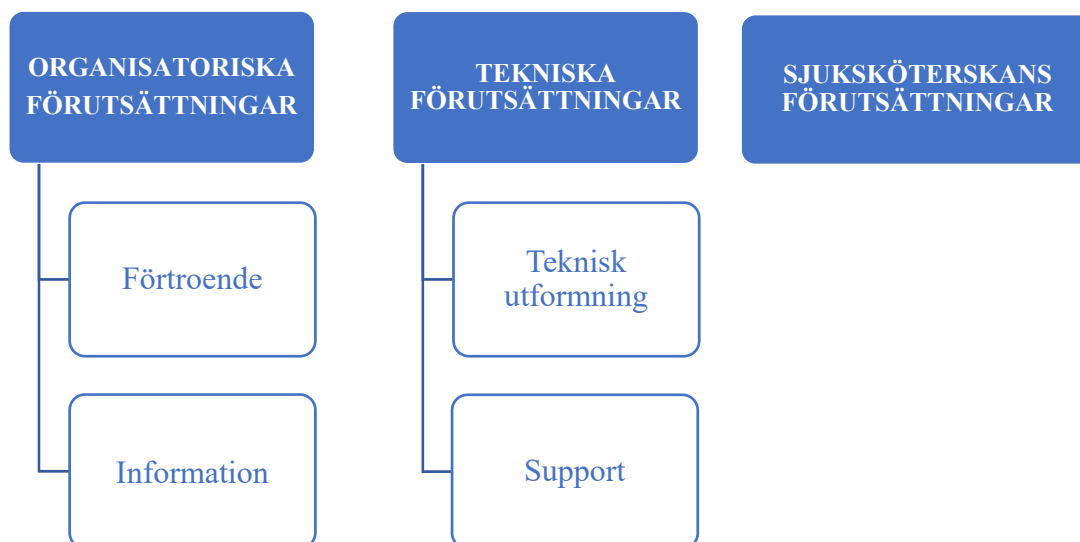 ORGANISATORISKA
FÖRUTSÄTTNINGAR
Förtroende
Information
TEKNISKA
FÖRUTSÄTTNINGAR
Teknisk
utformning
Support
SJUKSKÖTERSKANS
FÖRUTSÄTTNINGAR